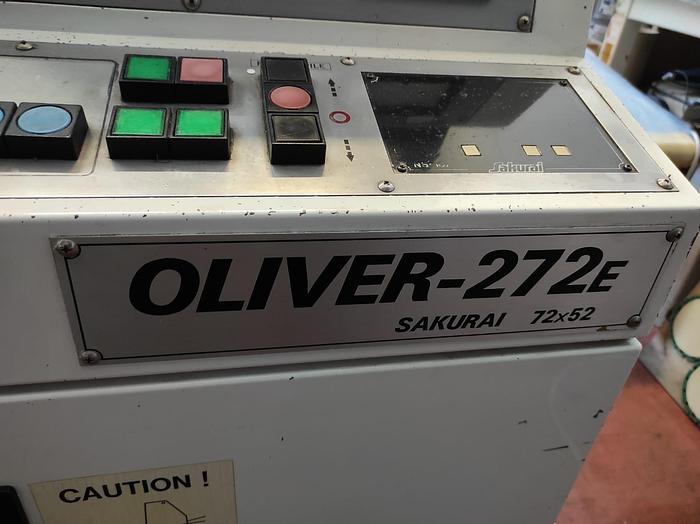 Sakurai
OLIVER-272E
SAKURAI 72x52
CAUTION !